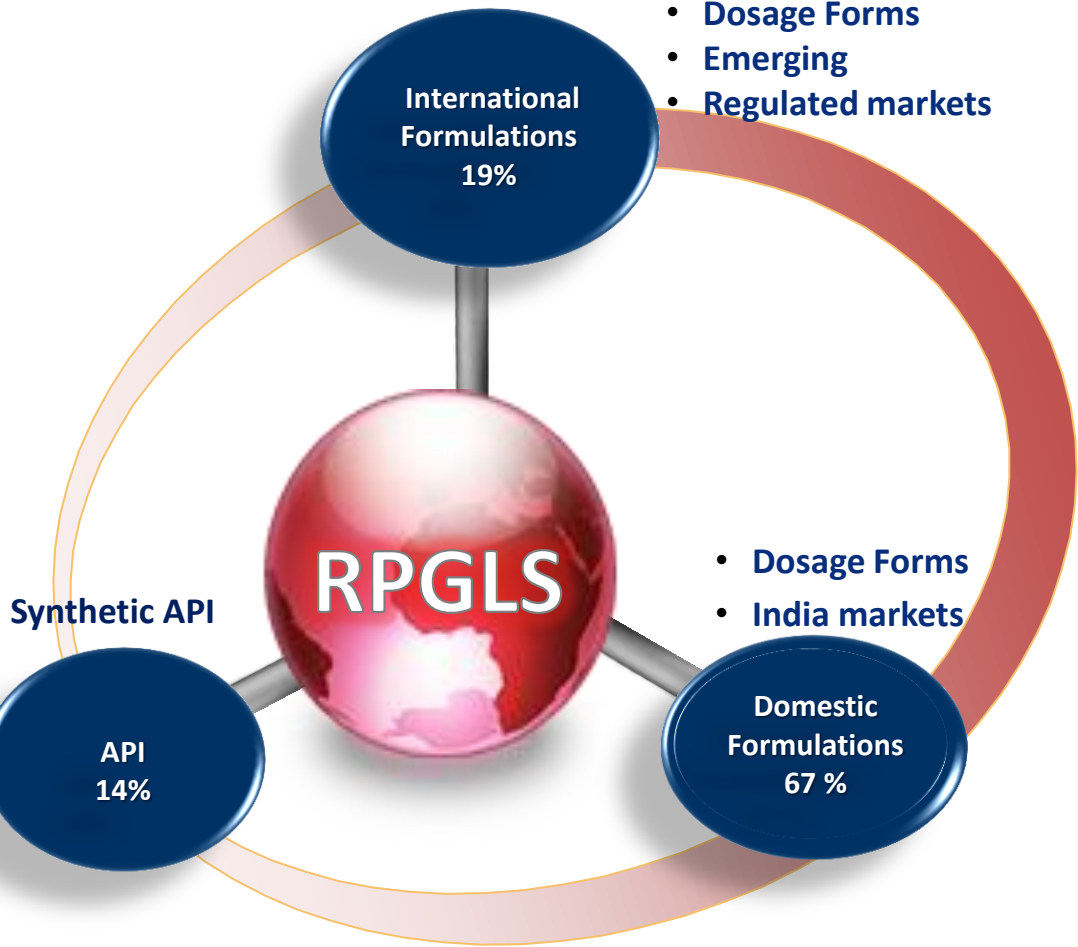 • Dosage Forms
• Emerging
• Regulated markets
International
Formulations
19%
RPGLS
• Dosage Forms
• India markets
Synthetic API
API
14%
Domestic
Formulations
67 %